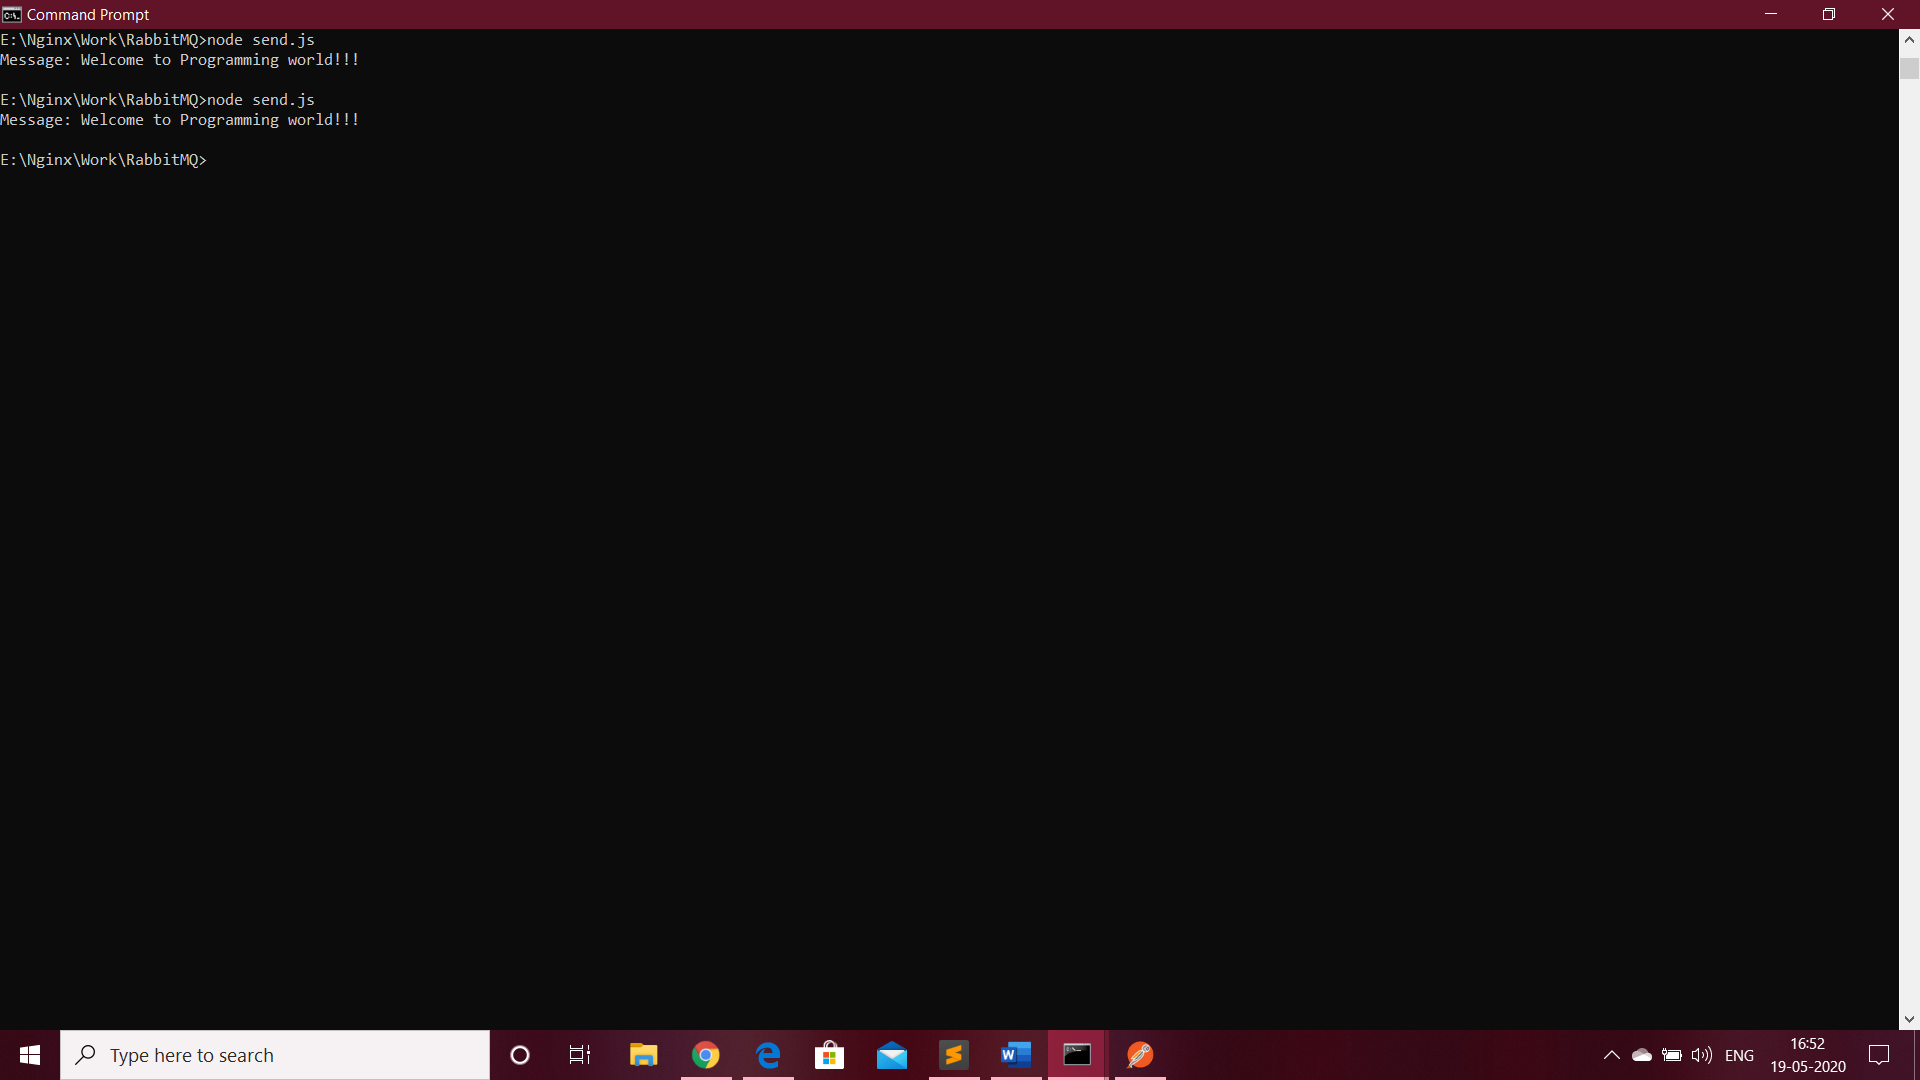 Command Prompt
E:\Nginx\Work\RabbitMQ>node send.js
Message: Welcome to Programming world!!!
E:\Nginx\Work\RabbitMQ>node send.js
Message: Welcome to Programming world!!!
E:\Nginx\Work\RabbitMQ>
Type here to search
ENG
16:52
19-05-2020